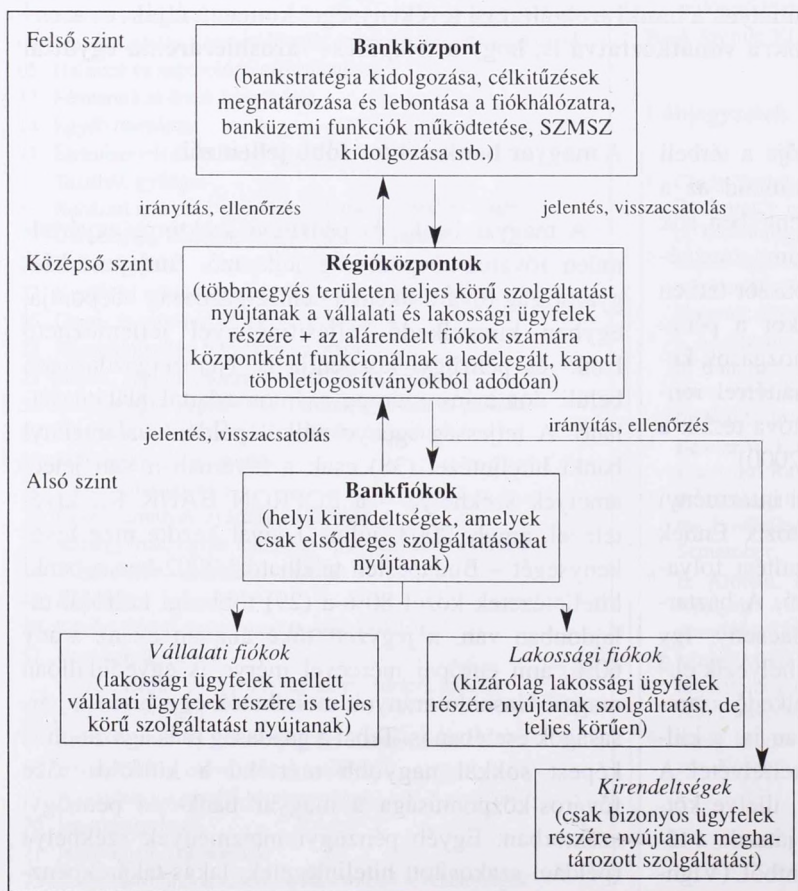 Felső szint
Bankközpont
(bankstratégia kidolgozása, célkitűzések
meghatározása és lebontása a fiókhálózatra,
banküzemi funkciók működtetése, SZMSZ
kidolgozása stb.)
irányítás, ellenőrzés
jelentés, visszacsatolás
Középső szint
Régióközpontok
(többmegyés területen teljes körű szolgáltatást
nyújtanak a vállalati és lakossági ügyfelek
részére + az alárendelt fiókok számára
központként funkcionálnak a ledelegált, kapott
többletjogosítványokból adódóan)
jelentés, visszacsatolás
irányítás, ellenőrzés
Alsó szint
Bankfiókok
(helyi kirendeltségek, amelyek
csak elsődleges szolgáltatásokat
nyújtanak)
Vállalati fiókok
(lakossági ügyfelek mellett
vállalati ügyfelek részére is teljes
körű szolgáltatást nyújtanak)
Lakossági fiókok
(kizárólag lakossági ügyfelek
részére nyújtanak szolgáltatást, de
teljes körűen)
Kirendeltségek
(csak bizonyos ügyfelek
részére nyújtanak megha-
tározott szolgáltatást)